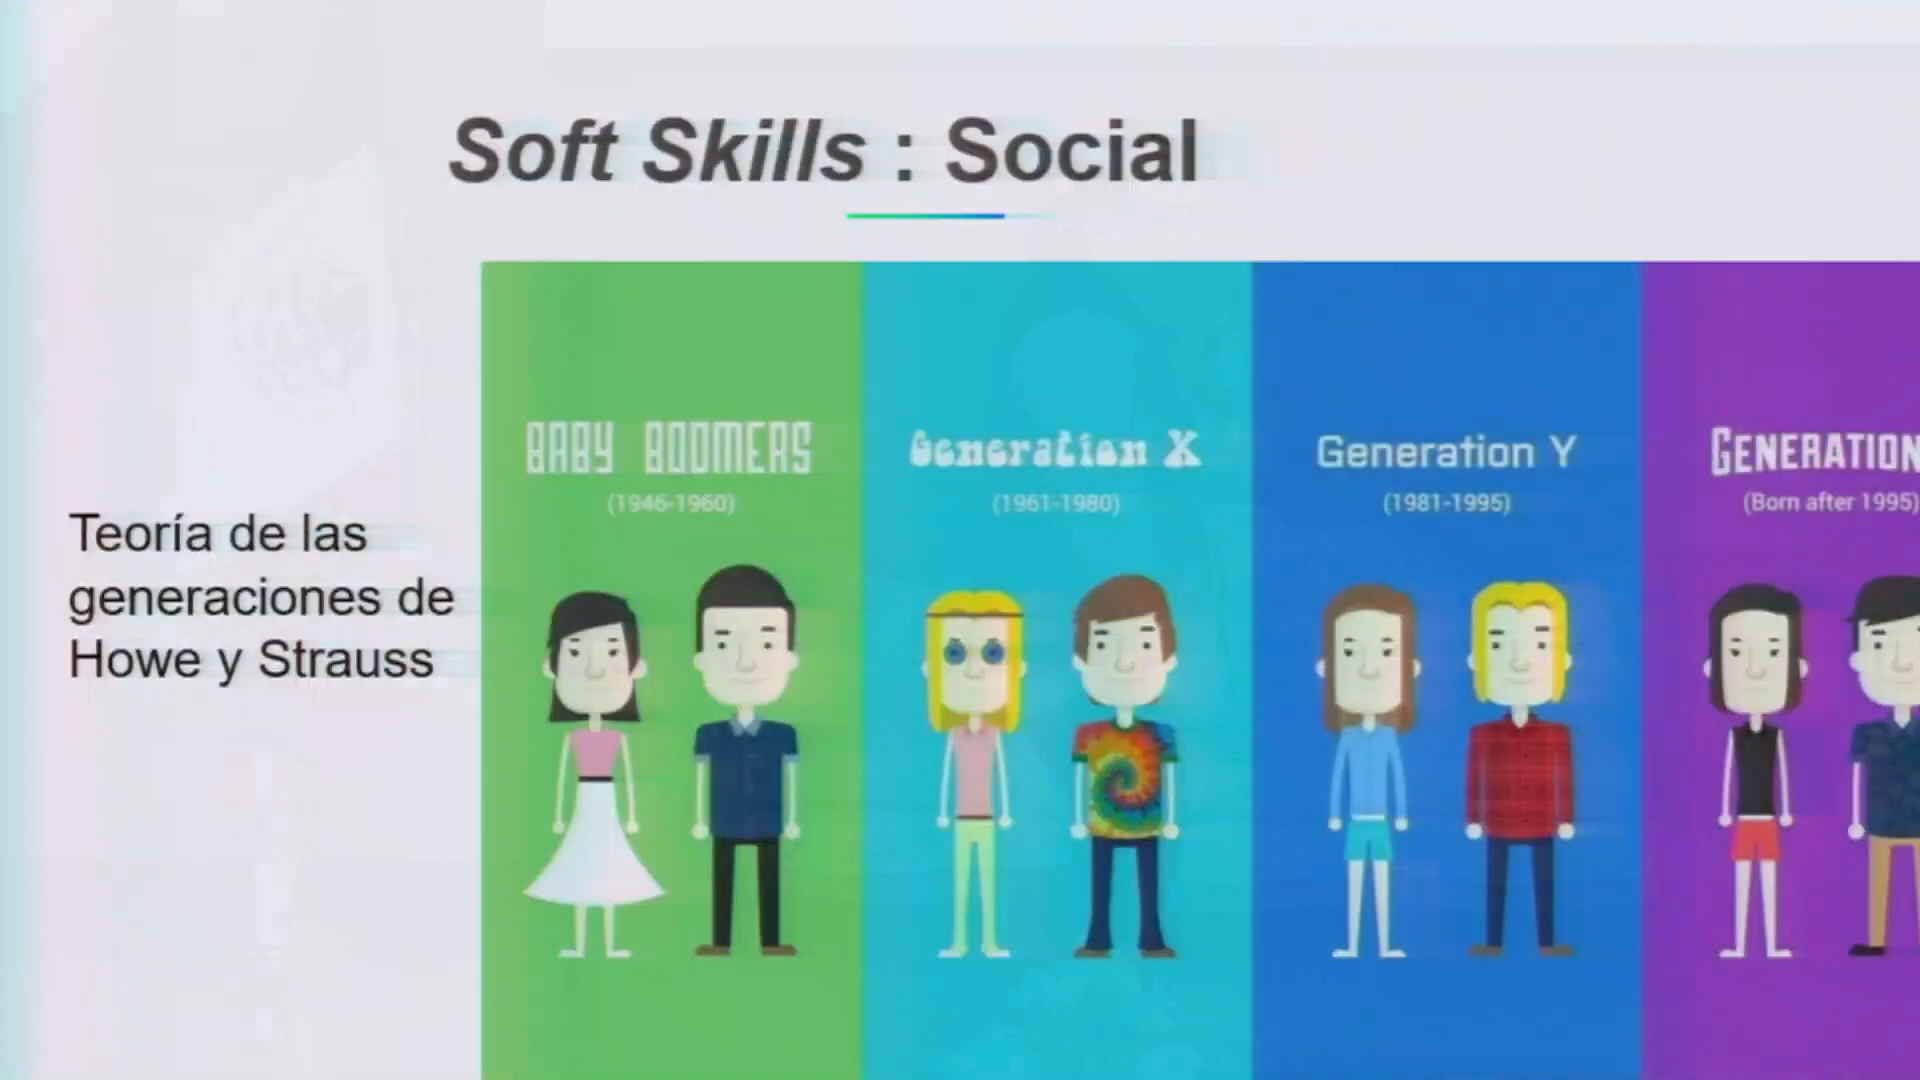 Soft Skills : Social
Teoría de las
generaciones de
Howe y Strauss
BABY BOOMERS
(1946-1960)
Generation X
(1961-1980)
Generation Y
(1981-1995)
GENERATION
(Born after 1995)